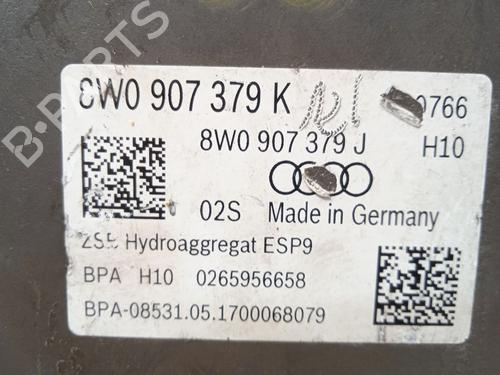 B-PARTS
8W0 907 379 K
0766
8W0 907 379 J H10
02S Made in Germany
ZSB Hydroaggregat ESP9
BPA H10 0265956658
BPA-08531.05.1700068079